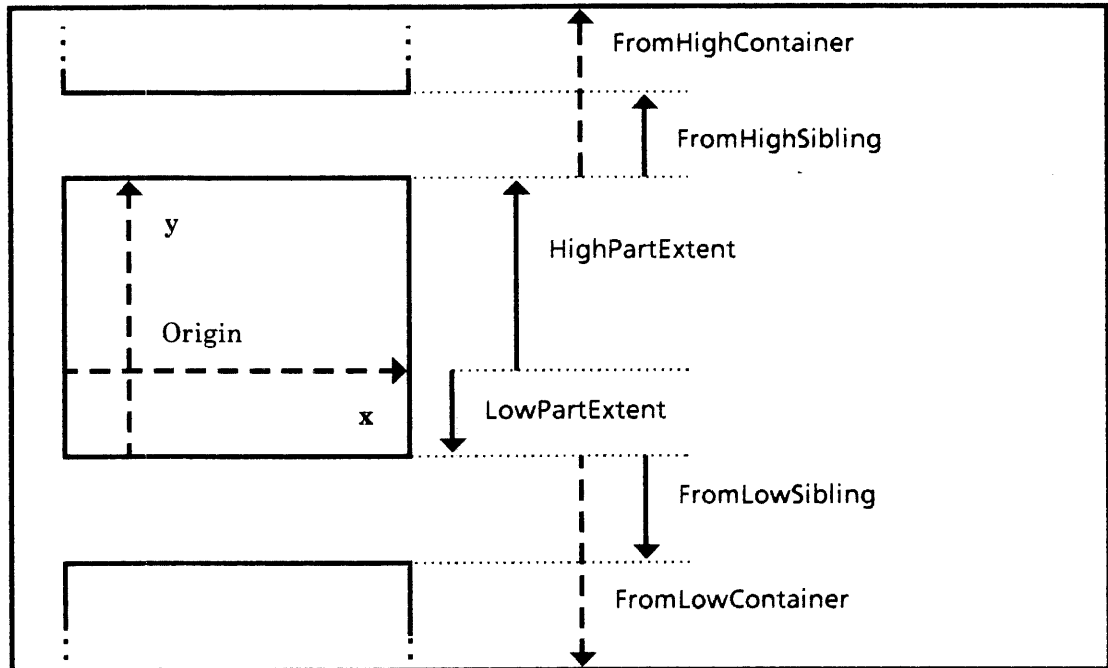 FromHighContainer
FromHighSibling
y
HighPartExtent
Origin
x
LowPartExtent
FromLowSibling
FromLowContainer